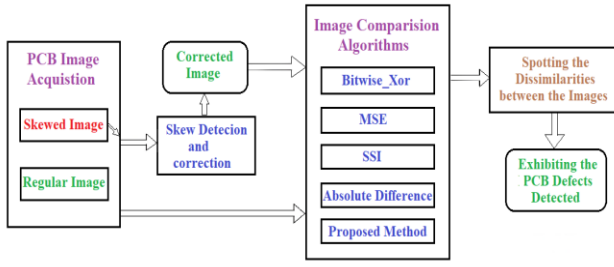 PCB Image
Acquistion
Skewed Image
Regular Image
Corrected
Image
Skew Detecion
and
correction
Image Comparision
Algorithms
Bitwise_Xor
MSE
SSI
Absolute Difference
Proposed Method
Spotting the
Dissimilarities
between the Images
Exhibiting the
PCB Defects
Detected